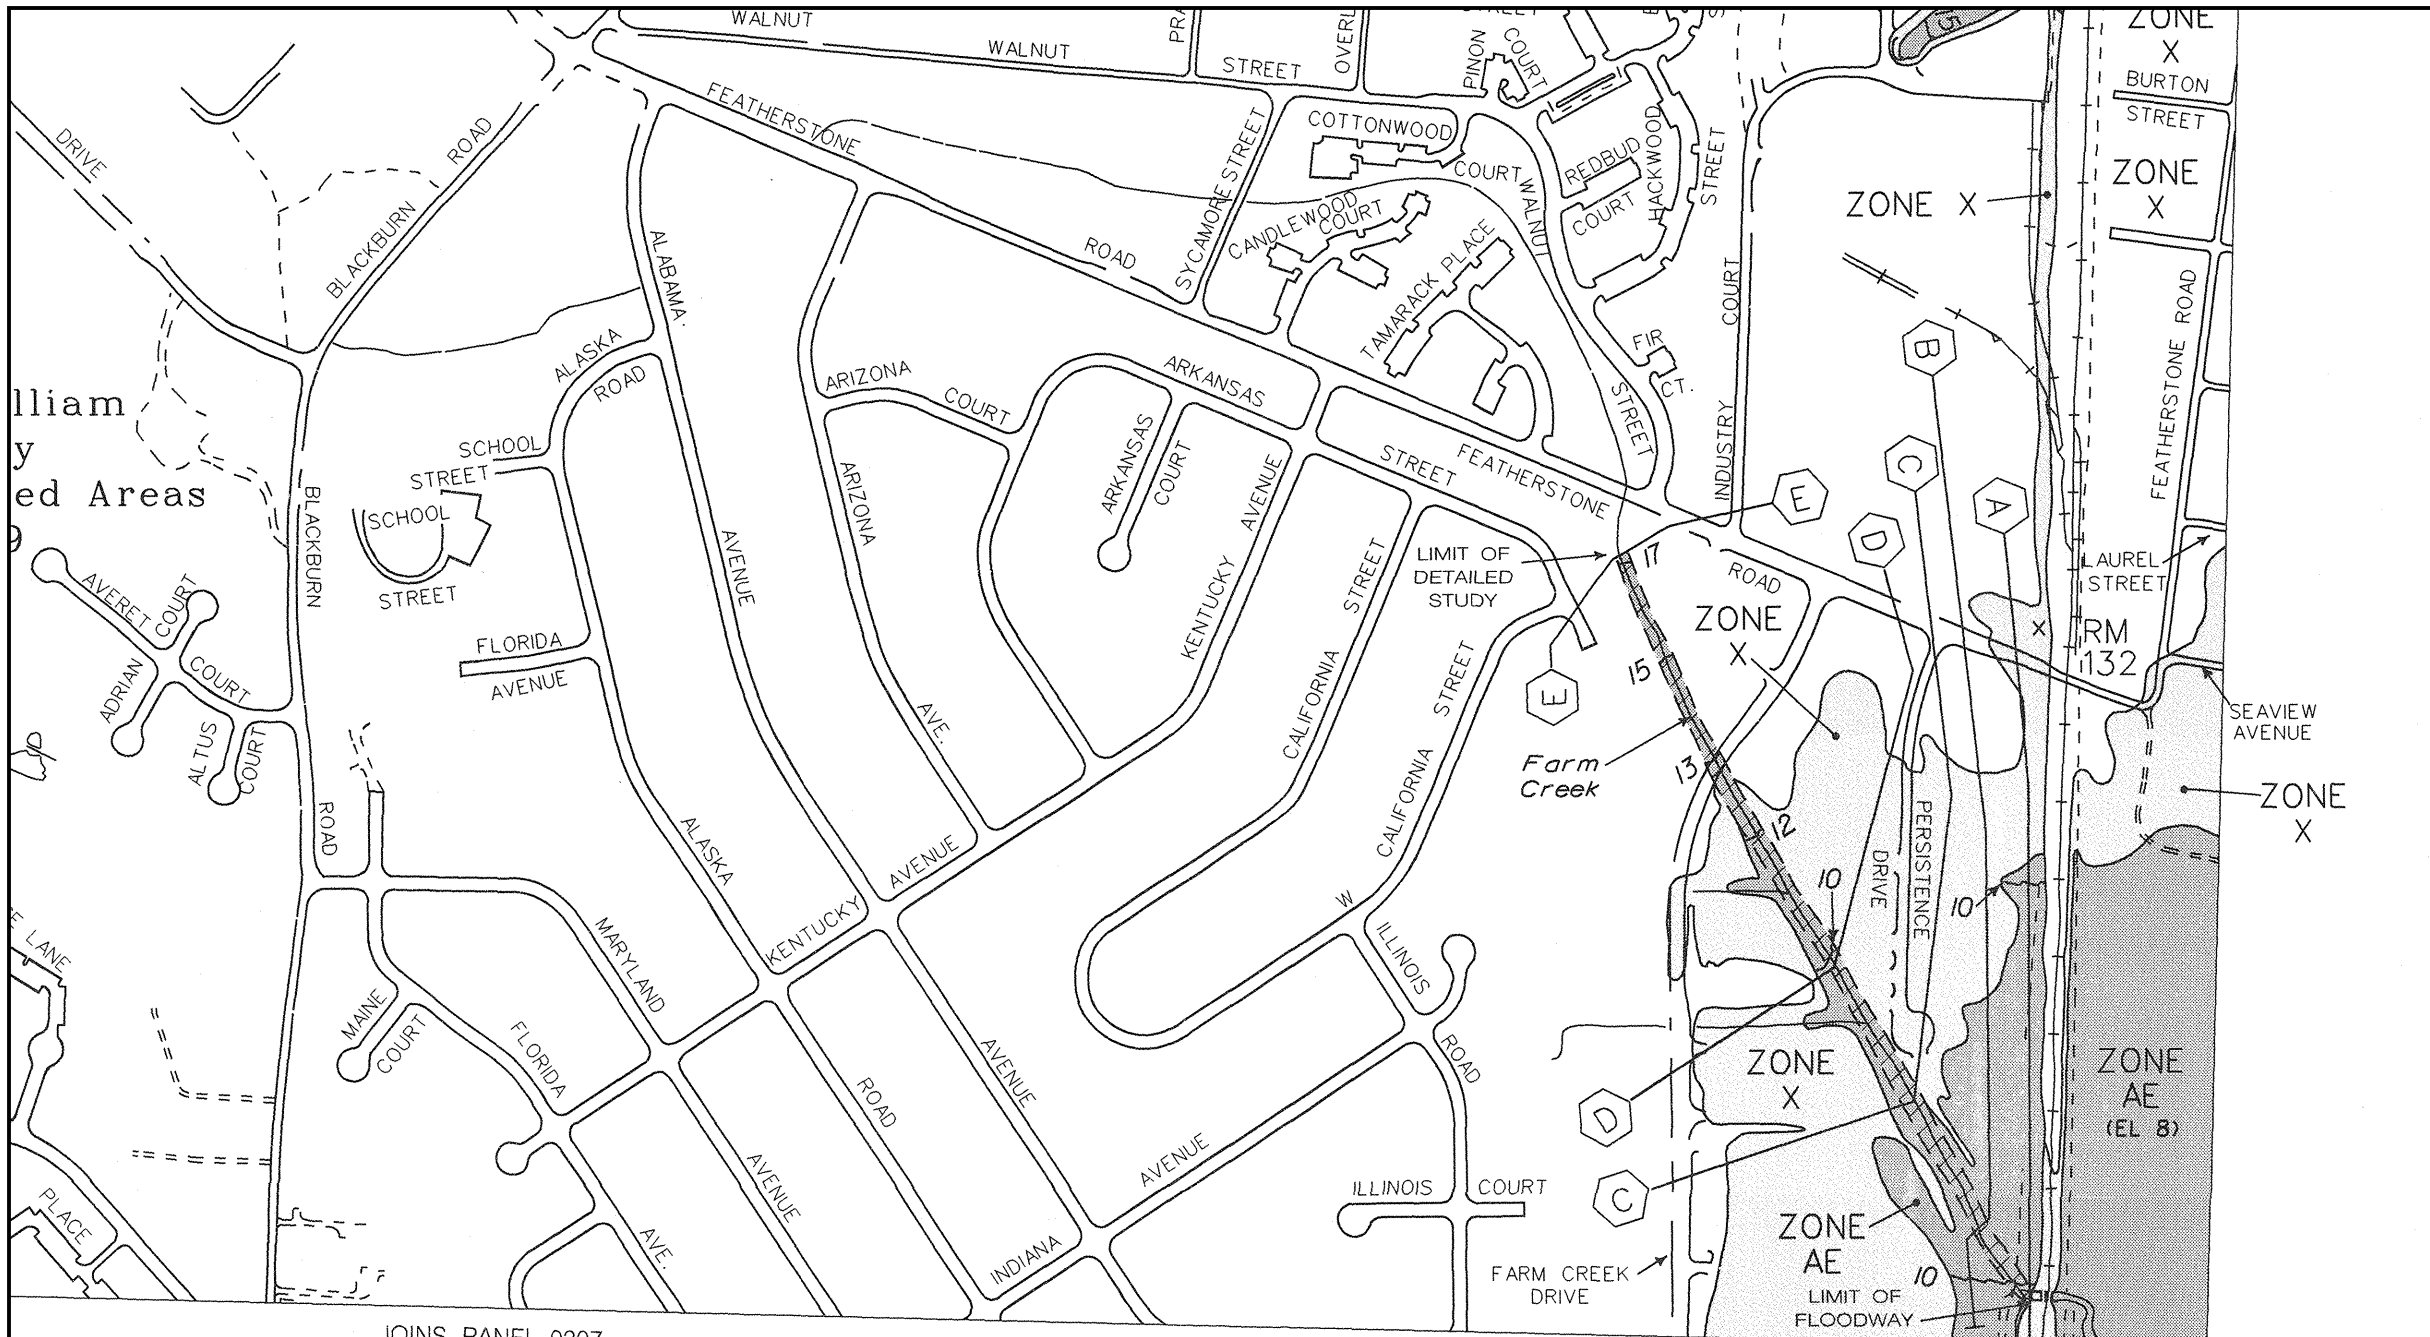 WALNUT
WALNUT
STREET
PRA
OVERL
PINON
COURT
ZONE
X
BURTON
STREET
FEATHERSTONE
ROAD
COTTONWOOD
COURT
REDBUD
COURT
HACKWOOD
STREET
WALNUT
STREET
ZONE X
ZONE
X
DRIVE
BLACKBURN
ROAD
SYCAMORE STREET
CANDLEWOOD
COURT
TAMARACK PLACE
FIR
CT.
INDUSTRY
COURT
FEATHERSTONE ROAD
B
C
A
D
E
ALABAMA
AVENUE
ALASKA
ROAD
ARIZONA
COURT
ARKANSAS
STREET
ARKANSAS
COURT
FEATHERSTONE
ROAD
lliam
y
ed Areas
9
SCHOOL
STREET
SCHOOL
STREET
BLACKBURN
ROAD
ARIZONA
AVE.
KENTUCKY
AVENUE
CALIFORNIA
STREET
LIMIT OF
DETAILED
STUDY
17
LAUREL
STREET
RM
132
X
ZONE
X
AVERET
COURT
ADRIAN
COURT
ALTUS
COURT
FLORIDA
AVENUE
CALIFORNIA
STREET
E
15
13
12
10
10
Farm
Creek
SEAVIEW
AVENUE
ZONE
X
PERSISTENCE
DRIVE
ALASKA
ROAD
KENTUCKY
AVENUE
W
ILLINOIS
ROAD
MARYLAND
AVENUE
LANE
MAINE
COURT
FLORIDA
AVE.
AVENUE
INDIANA
AVENUE
ZONE
X
ZONE
AE
(EL 8)
D
C
ILLINOIS
COURT
PLACE
FARM CREEK
DRIVE
ZONE
AE
10
LIMIT OF
FLOODWAY
JOINS PANEL 0207